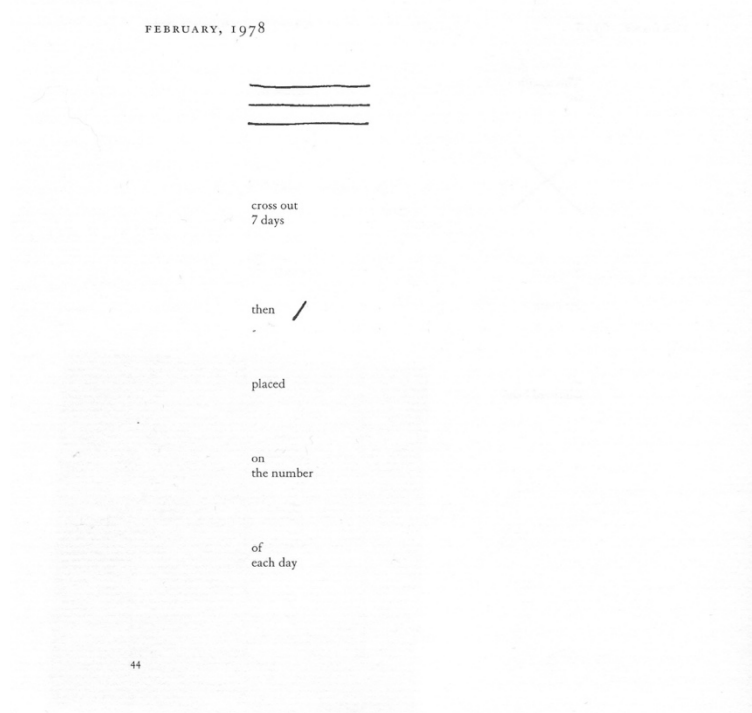 FEBRUARY, 1978
cross out
7 days
then /
placed
on
the number
of
each day
44